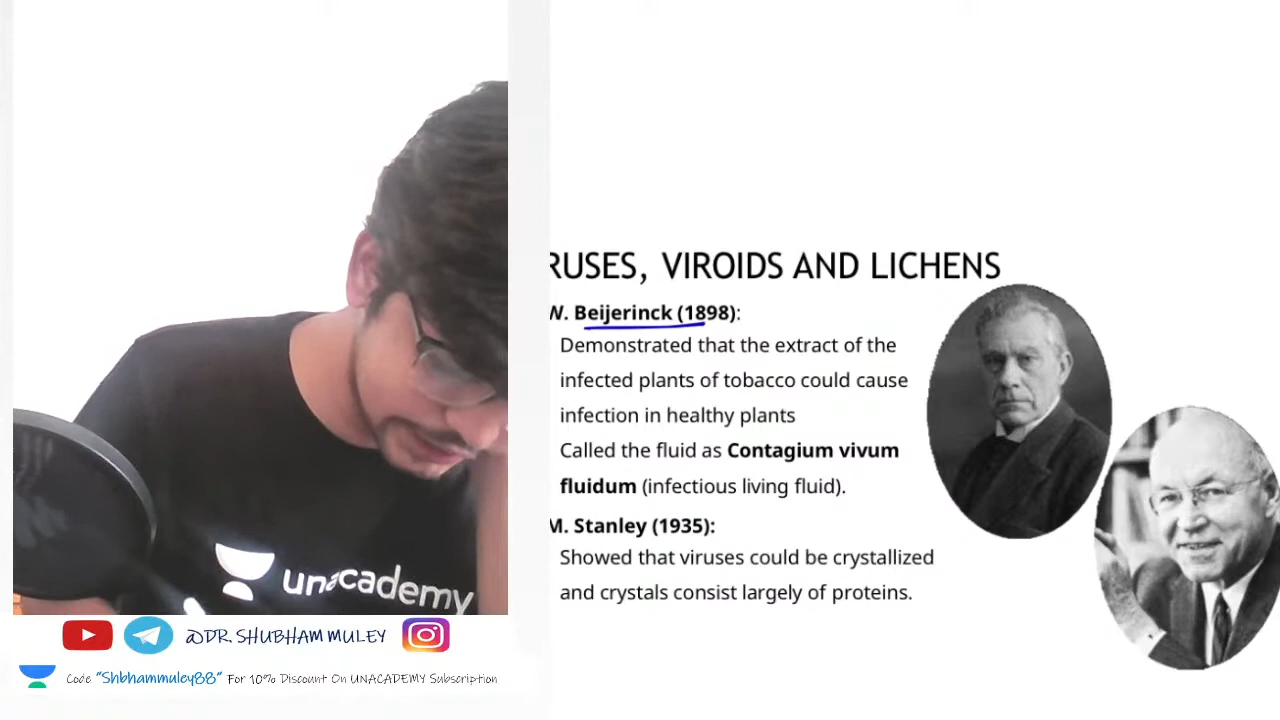 RUSES, VIROIDS AND LICHENS
W. Beijerinck (1898):
Demonstrated that the extract of the
infected plants of tobacco could cause
infection in healthy plants
Called the fluid as Contagium vivum
fluidum (infectious living fluid).
M. Stanley (1935):
Showed that viruses could be crystallized
and crystals consist largely of proteins.
unacademy
@DR. SHUBHAM MULEY
Code "Shbhammuley88" For 10% Discount On UNACADEMY Subscription